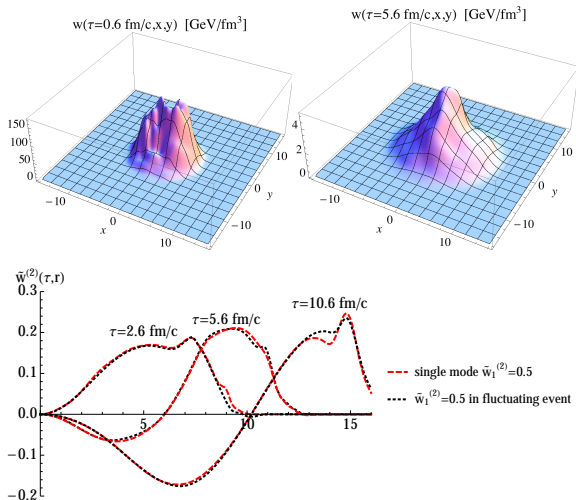 w(τ=0.6 fm/c,x,y) [GeV/fm³]
w(τ=5.6 fm/c,x,y) [GeV/fm³]
150
100
50
0
−10
0
10
x
−10
0
10
y
4
2
0
−10
0
10
x
−10
0
10
y
w̃⁽²⁾(τ,r)
0.3
0.2
0.1
0.0
−0.1
−0.2
5
10
15
τ=2.6 fm/c
τ=5.6 fm/c
τ=10.6 fm/c
single mode w̃₁⁽²⁾=0.5
w̃₁⁽²⁾=0.5 in fluctuating event